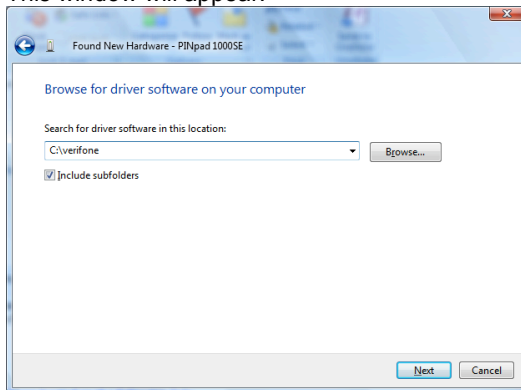 This window will appear:
Found New Hardware - PINpad 1000SE
Browse for driver software on your computer
Search for driver software in this location:
C:\verifone
Browse...
Include subfolders
Next
Cancel